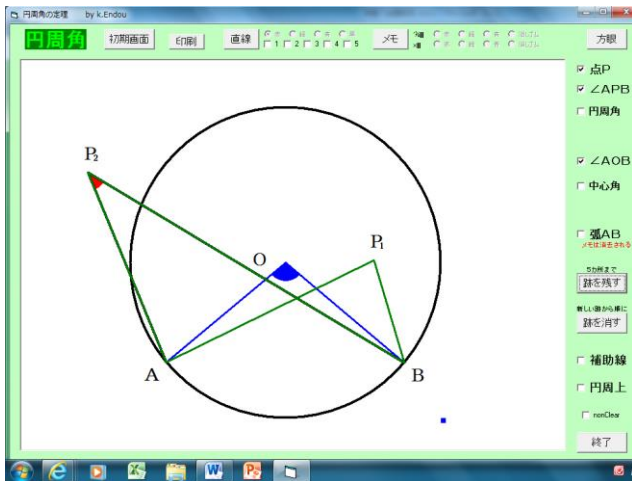 円周角の定理 by k.Endou
円周角
初期画面
印刷
直線
1 2 3 4 5
メモ
方眼
点P
∠APB
円周角
∠AOB
中心角
弧AB
メモは消去される
5カ所まで
跡を残す
新しい跡から順に
跡を消す
補助線
円周上
nonClear
終了
P2
P1
O
A
B